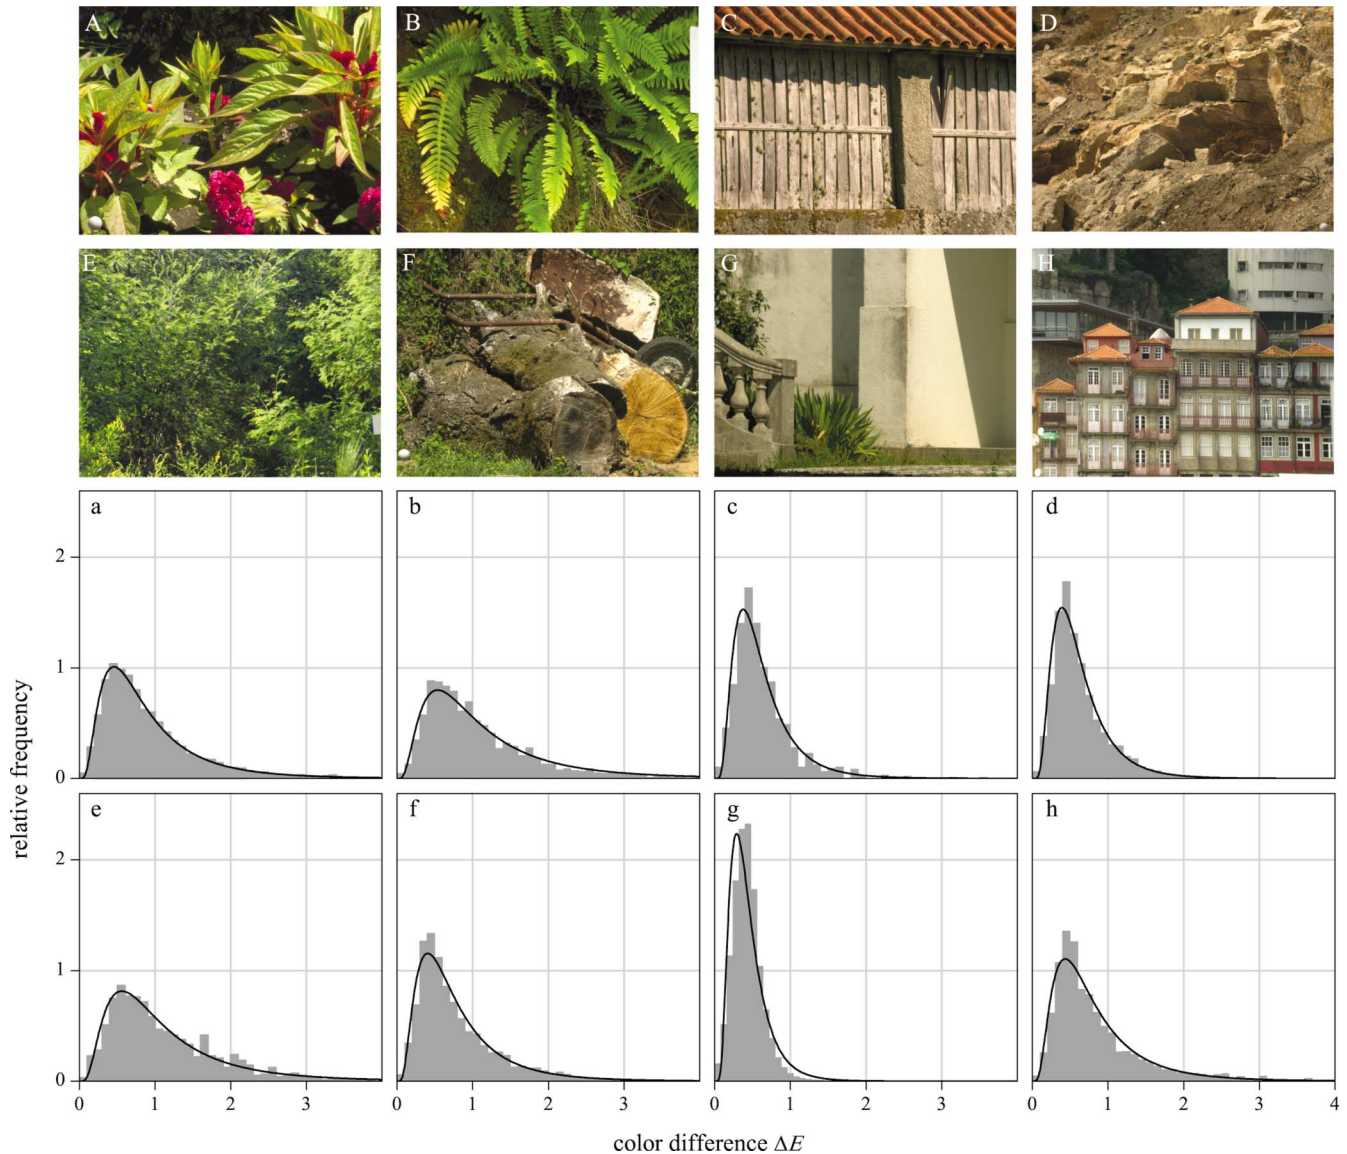 A B C D
E F G H
a b c d
2
1
0
e f g h
2
1
0
0 1 2 3 0 1 2 3 0 1 2 3 0 1 2 3 4
relative frequency
color difference ΔE